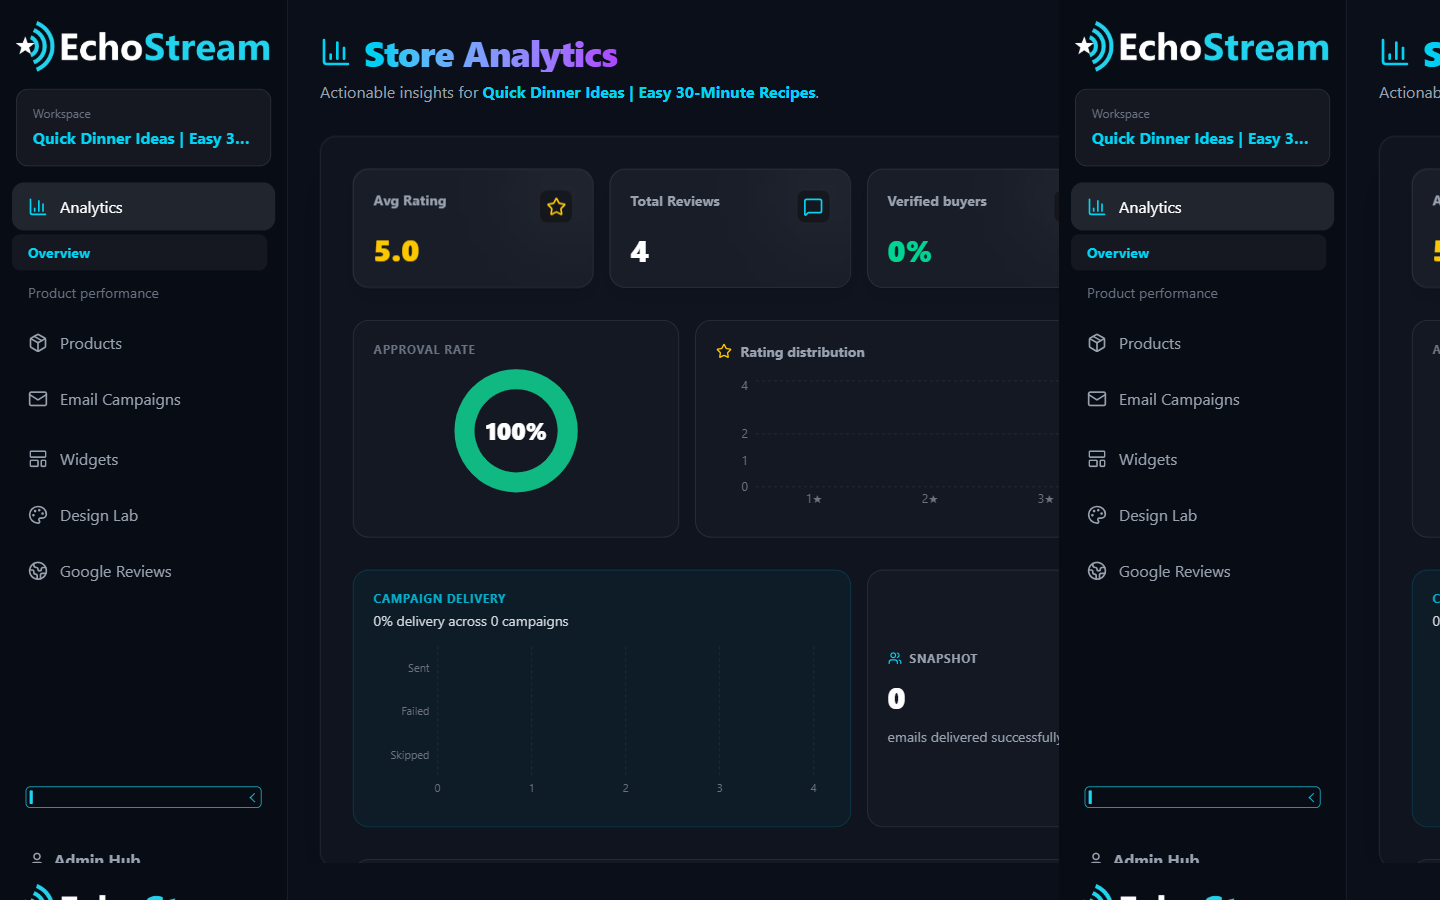 EchoStream
Workspace
Quick Dinner Ideas | Easy 3...
Analytics
Overview
Product performance
Products
Email Campaigns
Widgets
Design Lab
Google Reviews
Admin Hub
Store Analytics
Actionable insights for Quick Dinner Ideas | Easy 30-Minute Recipes.
Avg Rating
5.0
Total Reviews
4
Verified buyers
0%
APPROVAL RATE
100%
Rating distribution
4
2
1
0
1★
2★
3★
CAMPAIGN DELIVERY
0% delivery across 0 campaigns
Sent
Failed
Skipped
0
1
2
3
4
SNAPSHOT
0
emails delivered successfully
EchoStream
Workspace
Quick Dinner Ideas | Easy 3...
Analytics
Overview
Product performance
Products
Email Campaigns
Widgets
Design Lab
Google Reviews
Admin Hub